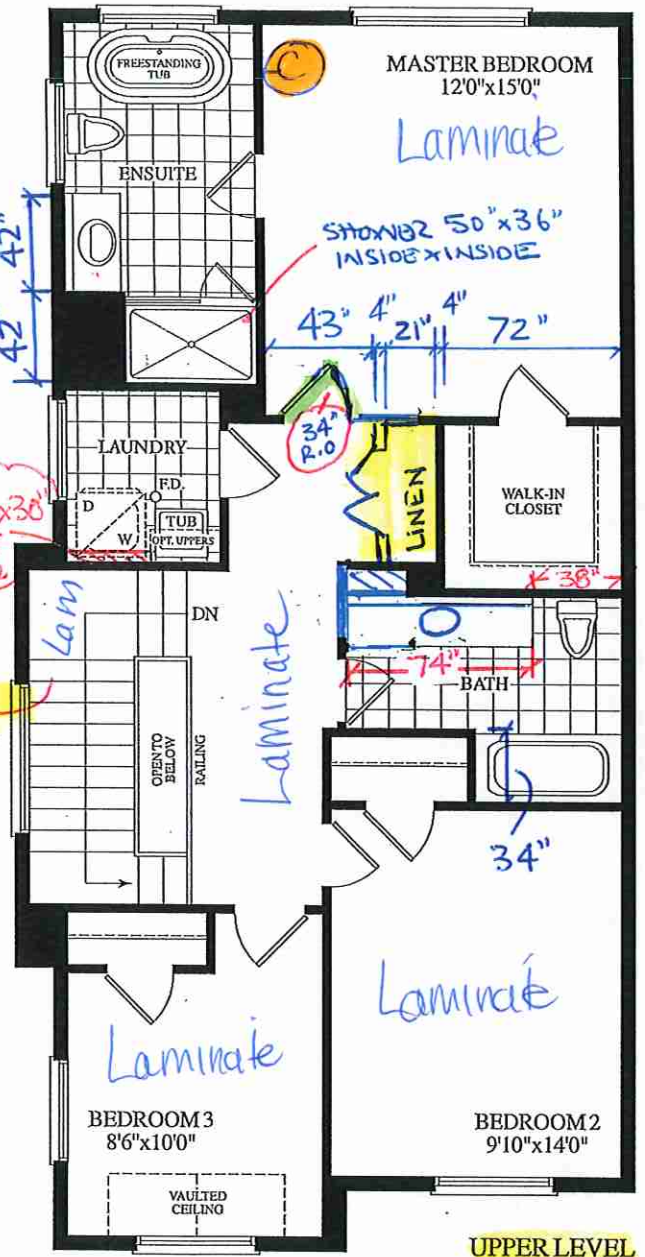 FREESTANDING
TUB
C
MASTER BEDROOM
12'0"x15'0"
Laminate
ENSUITE
42"
42
SHOWER 50"x36"
INSIDE x INSIDE
43" 4" 21" 4" 72"
34"
R.O
LAUNDRY
F.D.
D
W
TUB
OPT. UPPERS
x30"
LINEN
WALK-IN
CLOSET
38"
Lam
DN
Laminate
74"
BATH
OPEN TO
BELOW
RAILING
34"
Laminate
Laminate
BEDROOM 3
8'6"x10'0"
BEDROOM 2
9'10"x14'0"
VAULTED
CEILING
UPPER LEVEL